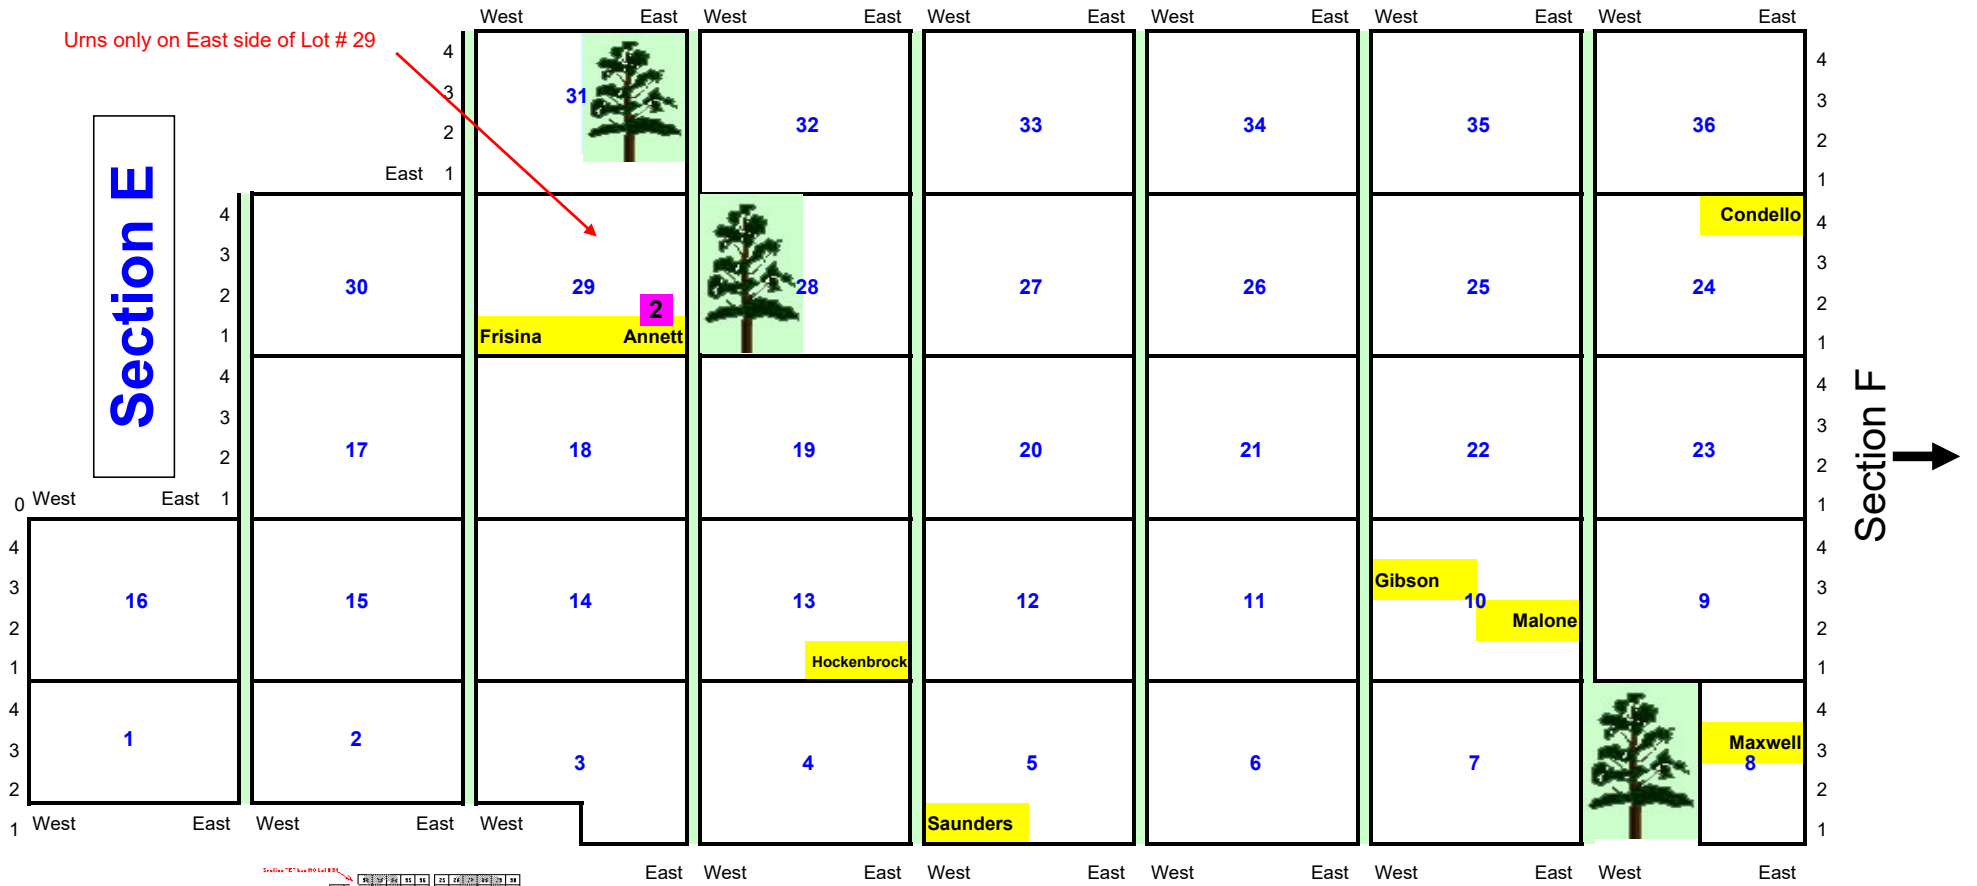 West East West East West East West East West East West East
Urns only on East side of Lot # 29
4 4
3 31 3
2 32 33 34 35 36 2
East 1 1
Section E
4 Condello 4
3 3
2 30 29 28 27 26 25 24 2
2
1 Frisina Annett 1
4 4
3 3
17 18 19 20 21 22 23
2 2
Section F
0 West East 1 1
4 4
3 Gibson 3
16 15 14 13 12 11 10 9
2 Malone 2
1 Hockenbrock 1
4 4
3 1 2 Maxwell 3
3 4 5 6 7 8
2 2
1 West East West East West Saunders 1
East West East West East West East West East West East